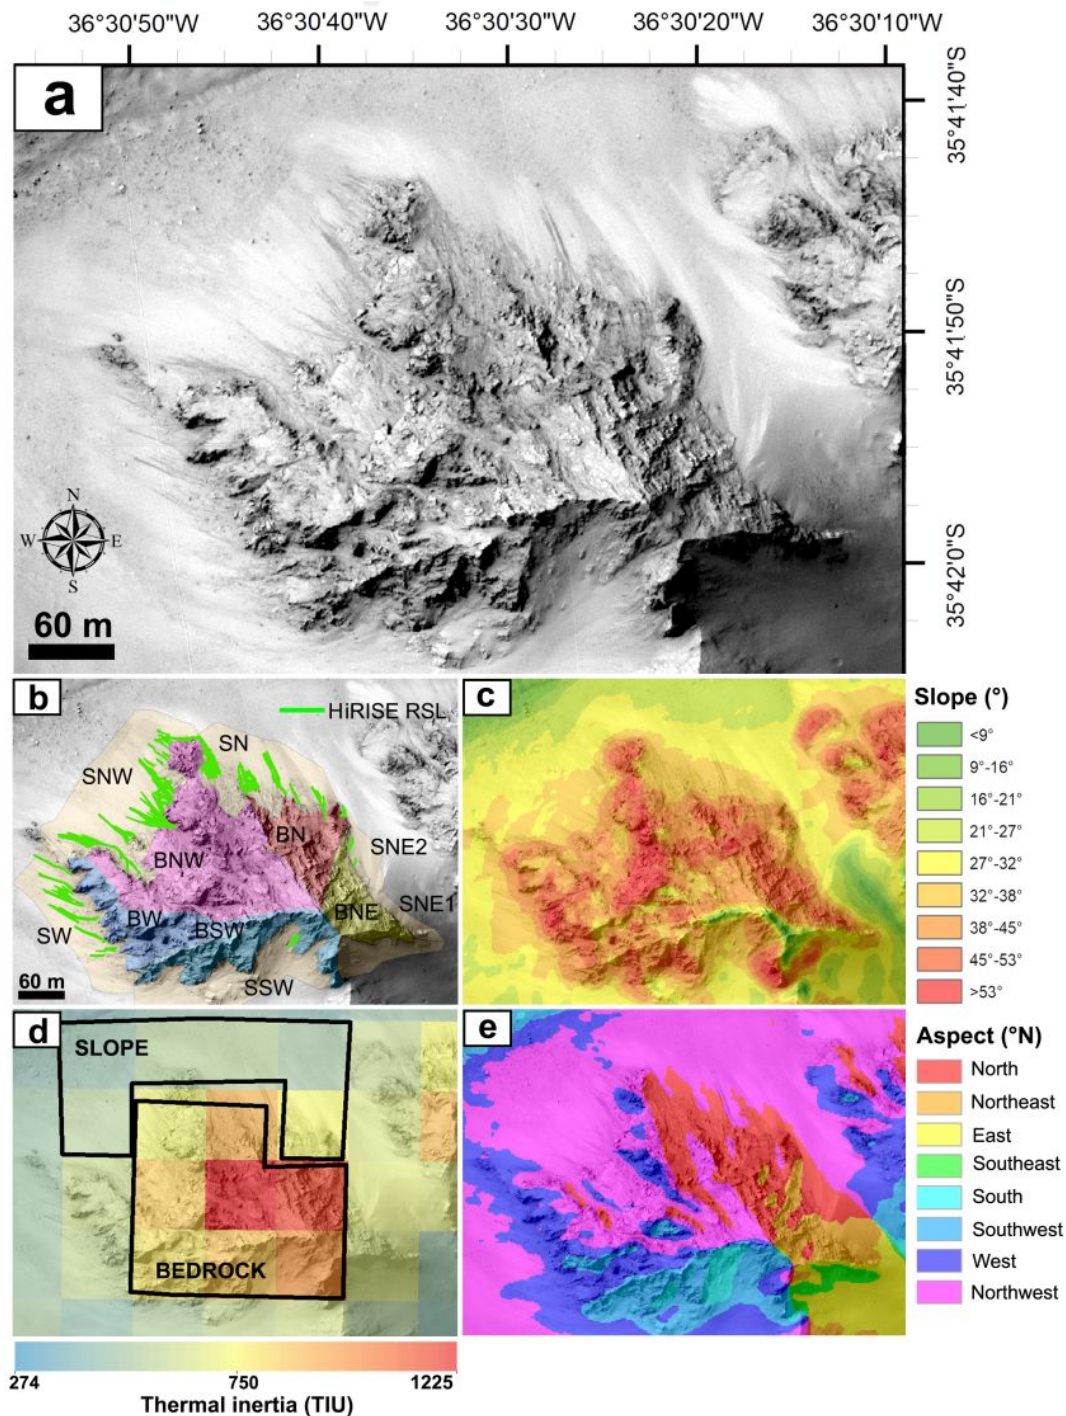 36°30'50"W 36°30'40"W 36°30'30"W 36°30'20"W 36°30'10"W
a
35°41'40"S
35°41'50"S
35°42'0"S
N
W E
S
60 m
b
HiRISE RSL
SN
SNW
BN
SNE2
BNW
BNE
SNE1
BW
BSW
SW
SSW
60 m
c
Slope (°)
<9°
9°-16°
16°-21°
21°-27°
27°-32°
32°-38°
38°-45°
45°-53°
>53°
d
SLOPE
BEDROCK
274 750 1225
Thermal inertia (TIU)
e
Aspect (°N)
North
Northeast
East
Southeast
South
Southwest
West
Northwest